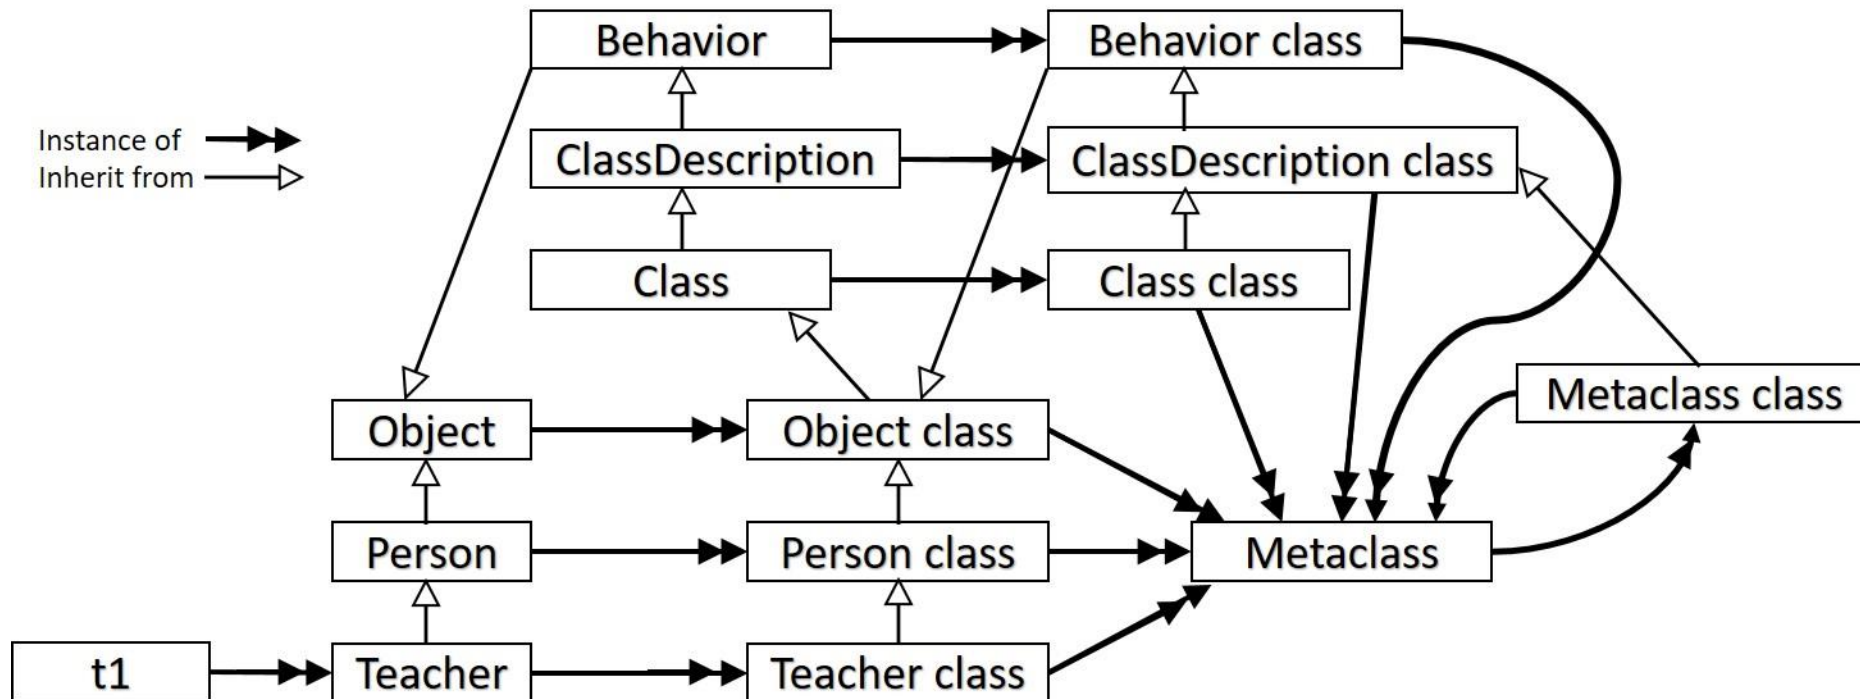 Behavior
Behavior class
Instance of
Inherit from
ClassDescription
ClassDescription class
Class
Class class
Metaclass class
Object
Object class
Person
Person class
Metaclass
t1
Teacher
Teacher class